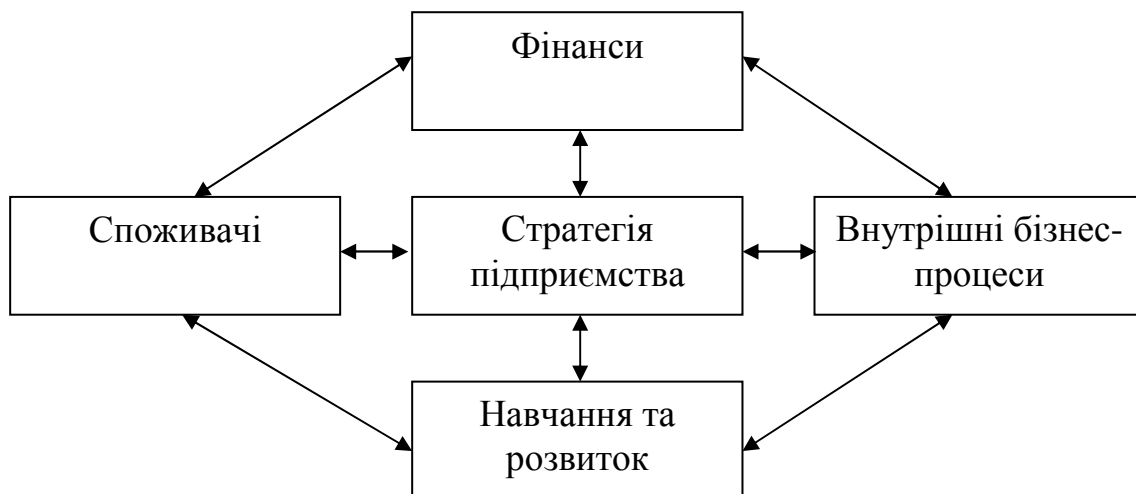 Фінанси
Споживачі
Стратегія
підприємства
Внутрішні бізнес-
процеси
Навчання та
розвиток